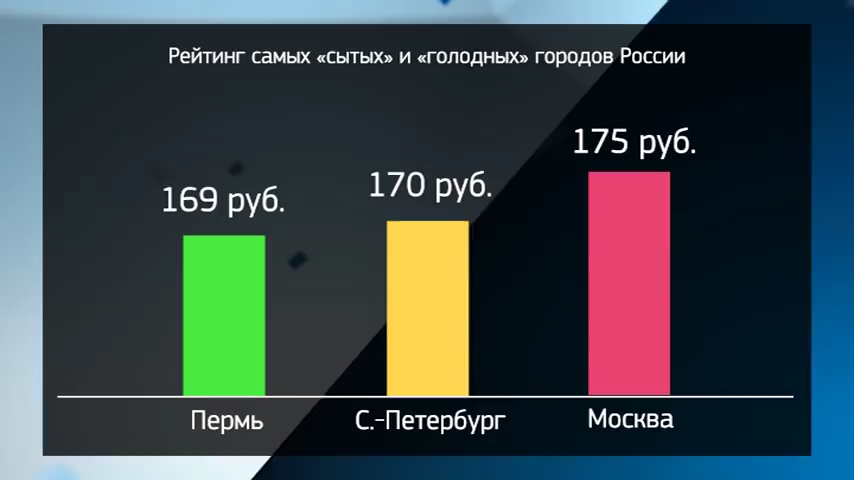 Рейтинг самых «сытых» и «голодных» городов России
175 руб.
170 руб.
169 руб.
Пермь
С.-Петербург
Москва